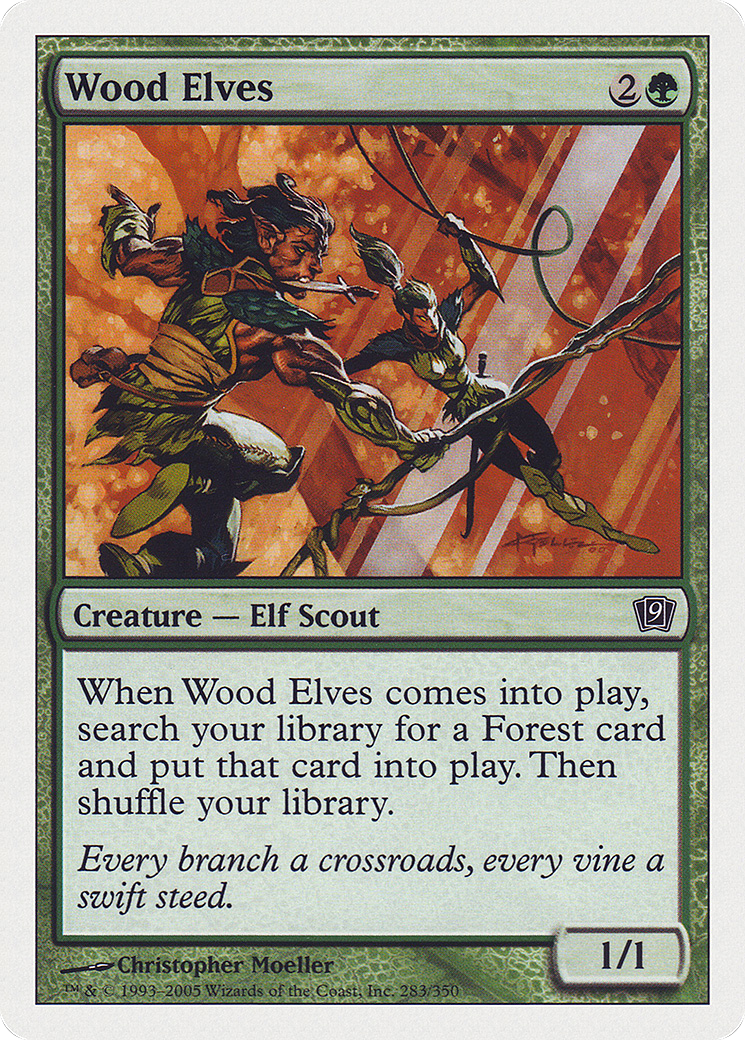 Wood Elves 2
Creature — Elf Scout 9
When Wood Elves comes into play,
search your library for a Forest card
and put that card into play. Then
shuffle your library.
Every branch a crossroads, every vine a
swift steed.
1/1
Christopher Moeller
™ & © 1993–2005 Wizards of the Coast, Inc. 283/350